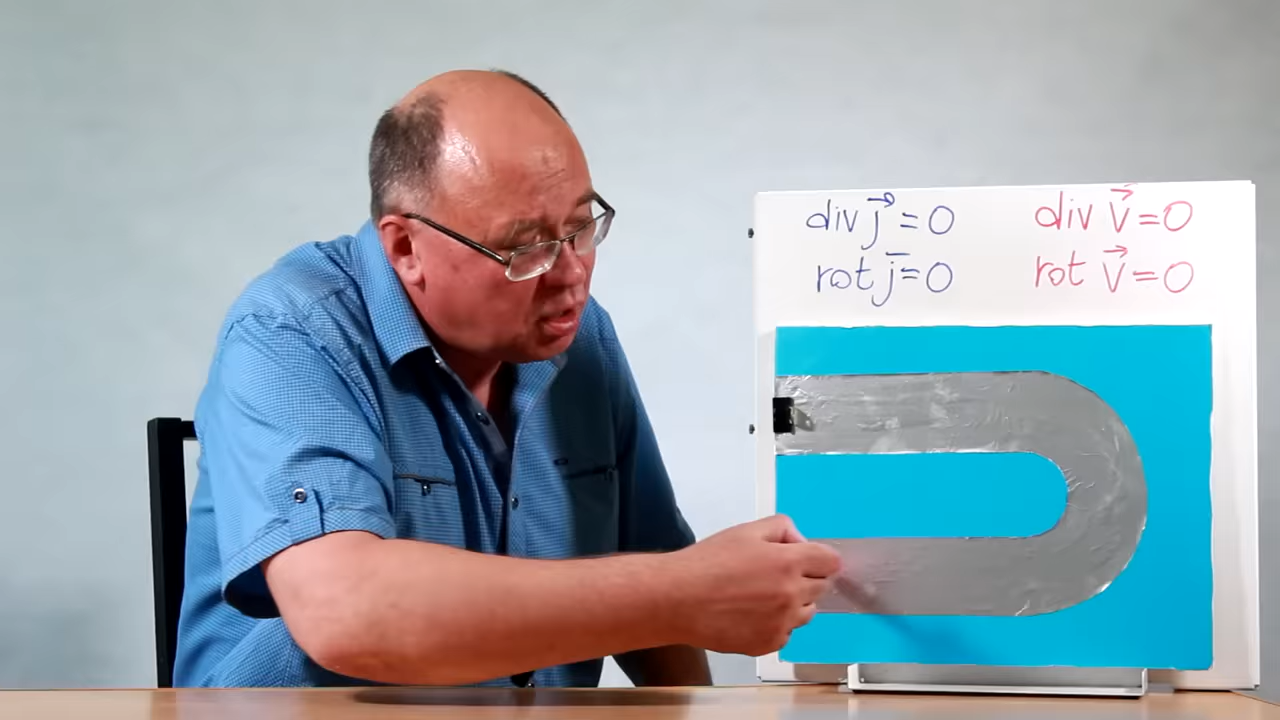 div j⃗ = 0
rot j̄ = 0
div v⃗ = 0
rot v⃗ = 0